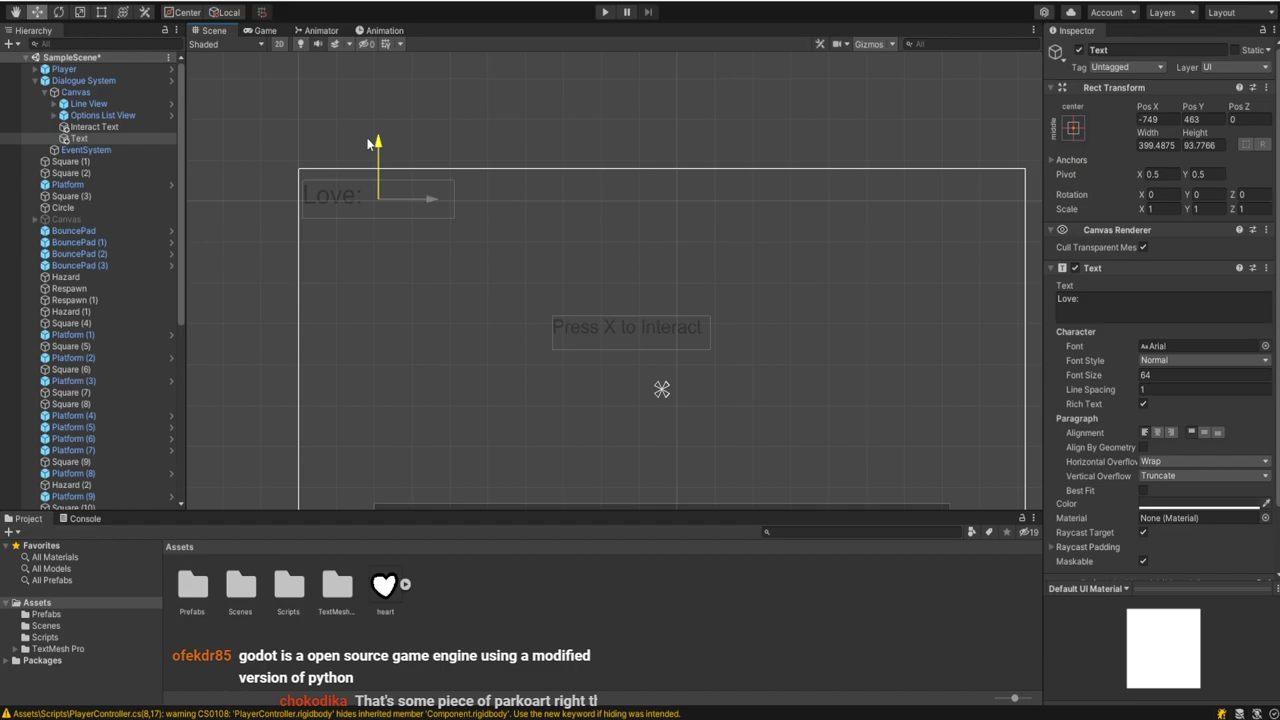 Center Local
Account Layers Layout
Hierarchy Scene Game Animator Animation Inspector
All
Shaded 2D 0 Gizmos All
Text Static
Tag Untagged Layer UI
SampleScene*
Player
Dialogue System
Canvas
Line View
Options List View
Interact Text
Text
EventSystem
Square (1)
Square (2)
Platform
Square (3)
Circle
Canvas
BouncePad
BouncePad (1)
BouncePad (2)
BouncePad (3)
Hazard
Respawn
Respawn (1)
Hazard (1)
Square (4)
Platform (1)
Square (5)
Platform (2)
Square (6)
Platform (3)
Square (7)
Square (8)
Platform (4)
Platform (5)
Platform (6)
Platform (7)
Square (9)
Platform (8)
Hazard (2)
Platform (9)
Square (10)
Love:
Press X to Interact
Rect Transform
center
middle
Pos X Pos Y Pos Z
-749 463 0
Width Height
399.4875 93.7766
R
Anchors
Pivot X 0.5 Y 0.5
Rotation X 0 Y 0 Z 0
Scale X 1 Y 1 Z 1
Canvas Renderer
Cull Transparent Mes
Text
Text
Love:
Character
Font Arial
Font Style Normal
Font Size 64
Line Spacing 1
Rich Text
Paragraph
Alignment
Align By Geometry
Horizontal Overflov Wrap
Vertical Overflow Truncate
Best Fit
Color
Material None (Material)
Raycast Target
Raycast Padding
Maskable
Default UI Material
Project Console
19
Favorites
All Materials
All Models
All Prefabs
Assets
Prefabs
Scenes
Scripts
TextMesh Pro
Packages
Assets
Prefabs Scenes Scripts TextMesh... heart
ofekdr85 godot is a open source game engine using a modified
version of python
chokodika That's some piece of parkoart right tl
Assets\Scripts\PlayerController.cs(8,17): warning CS0108: 'PlayerController.rigidbody' hides inherited member 'Component.rigidbody'. Use the new keyword if hiding was intended.